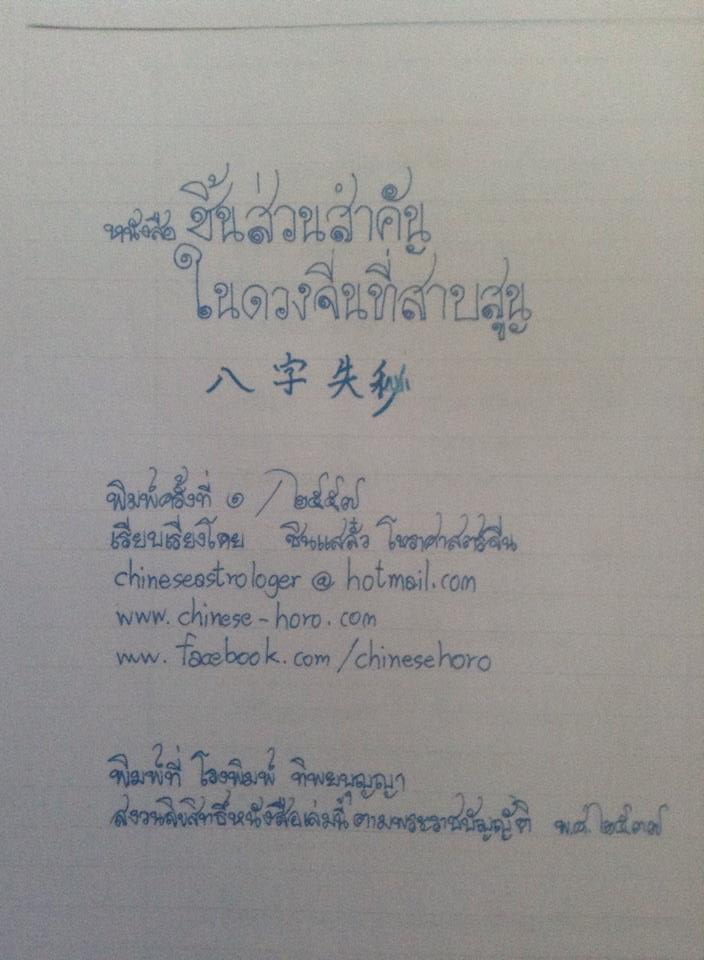 หนังสือ ชิ้นส่วนสำคัญ
ในดวงจีนที่สาบสูญ
八字失秘
พิมพ์ครั้งที่ ๑ / ๒๕๕๗
เรียบเรียงโดย ซินแสลิ้ว โหราศาสตร์จีน
chineseastrologer @ hotmail.com
www. chinese-horo. com
www. facebook. com /chinesehoro
พิมพ์ที่ โรงพิมพ์ ทิพยบุญญา
สงวนลิขสิทธิ์หนังสือเล่มนี้ ตามพระราชบัญญัติ พ.ศ. ๒๕๓๗